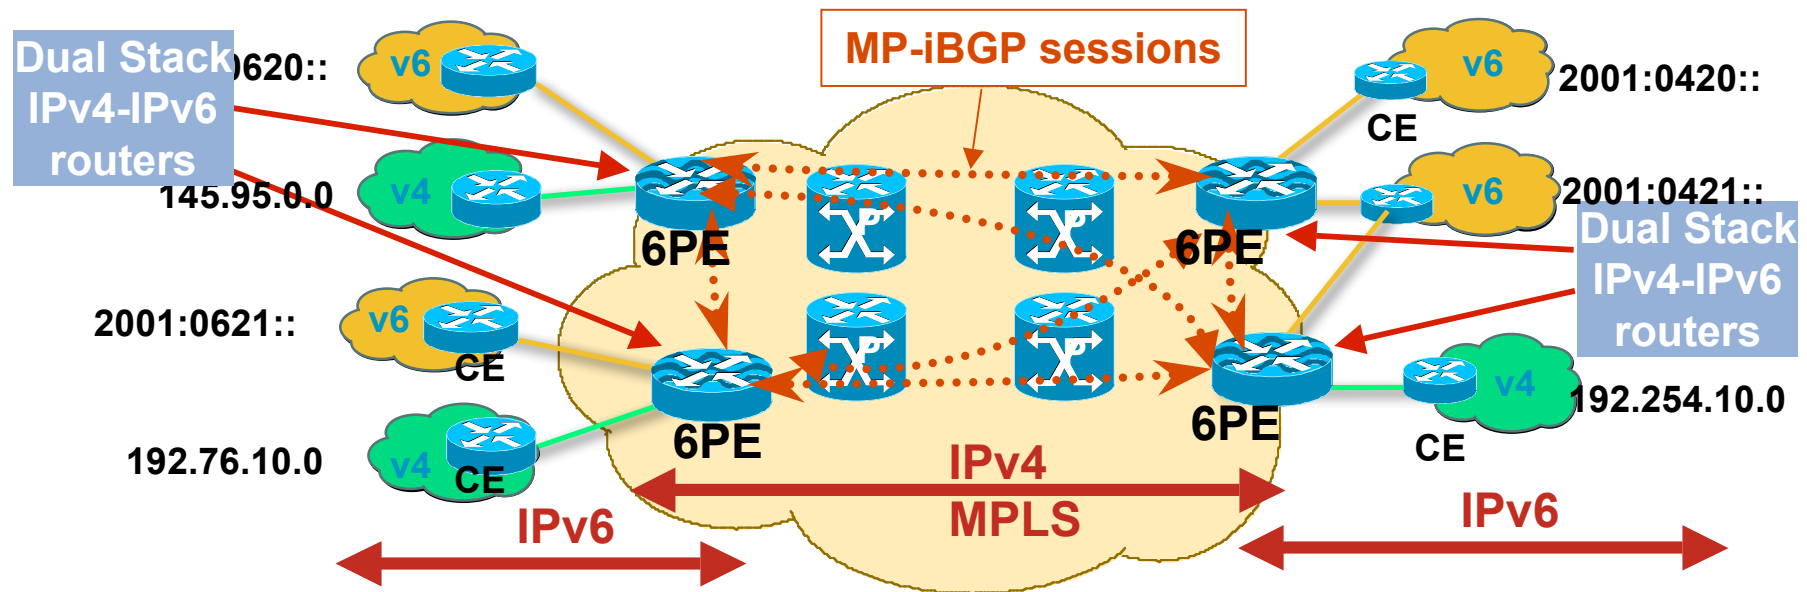 MP-iBGP sessions
Dual Stack
IPv4-IPv6
routers
0620::
v6
v6
2001:0420::
CE
145.95.0.0
v4
v6
2001:0421::
P
P
6PE
6PE
Dual Stack
IPv4-IPv6
routers
2001:0621::
v6
CE
P
P
v4
192.254.10.0
6PE
6PE
CE
192.76.10.0
v4
CE
IPv4
MPLS
IPv6
IPv6